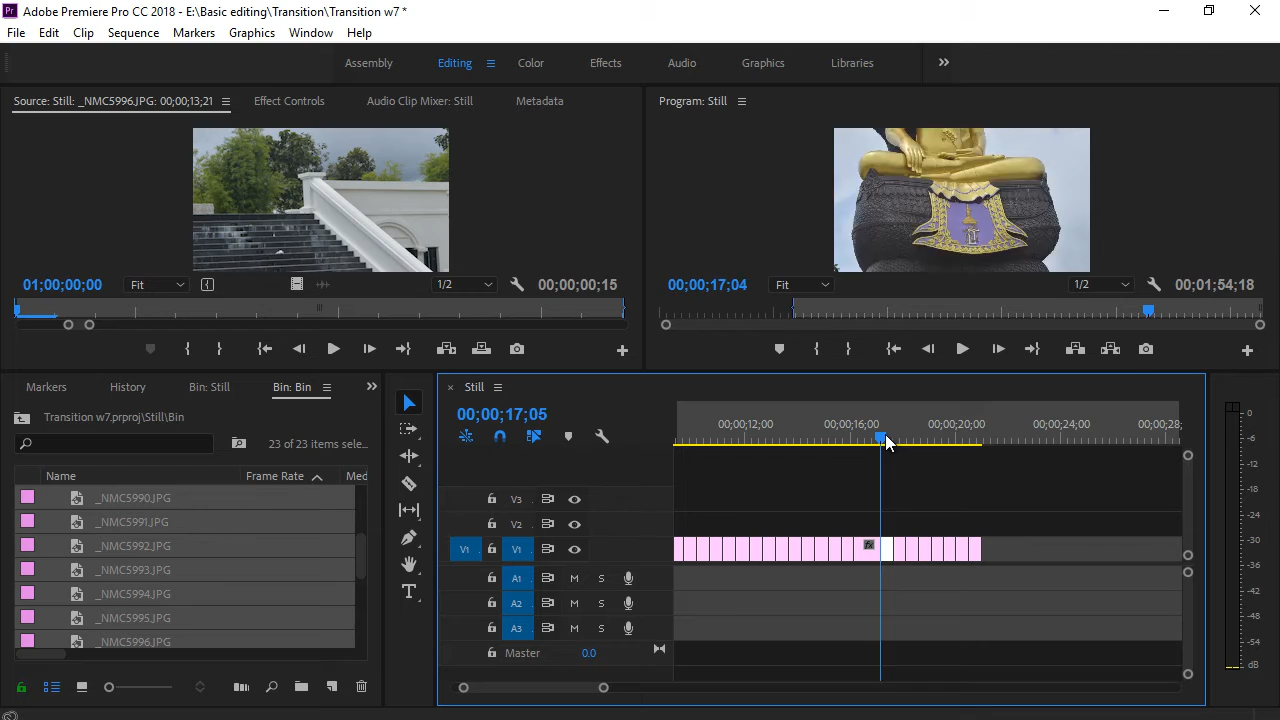 Pr Adobe Premiere Pro CC 2018 - E:\Basic editing\Transition\Transition w7 *
File Edit Clip Sequence Markers Graphics Window Help
Assembly Editing Color Effects Audio Graphics Libraries
Source: Still: _NMC5996.JPG: 00;00;13;21 Effect Controls Audio Clip Mixer: Still Metadata
Program: Still
01;00;00;00 Fit 1/2 00;00;00;15
00;00;17;04 Fit 1/2 00;01;54;18
Markers History Bin: Still Bin: Bin
Transition w7.prproj\Still\Bin
23 of 23 items sele...
Name Frame Rate Med
_NMC5990.JPG
_NMC5991.JPG
_NMC5992.JPG
_NMC5993.JPG
_NMC5994.JPG
_NMC5995.JPG
_NMC5996.JPG
× Still
00;00;17;05
00;00;12;00 00;00;16;00 00;00;20;00 00;00;24;00 00;00;28;
V3
V2
V1 V1 fx
A1 M S
A2 M S
A3 M S
Master 0.0
0
-6
-12
-18
-24
-30
-36
-42
-48
-54
dB